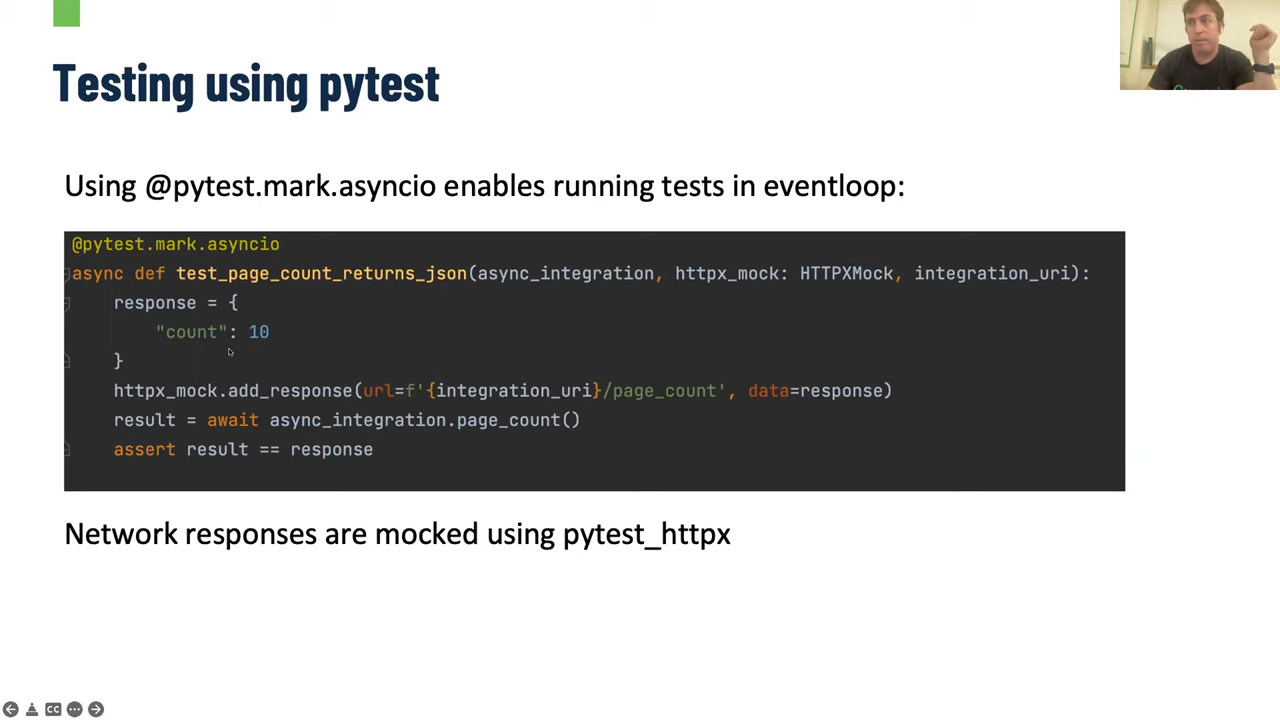 Testing using pytest
Using @pytest.mark.asyncio enables running tests in eventloop:
@pytest.mark.asyncio
async def test_page_count_returns_json(async_integration, httpx_mock: HTTPXMock, integration_uri):
    response = {
        "count": 10
    }
    httpx_mock.add_response(url=f'{integration_uri}/page_count', data=response)
    result = await async_integration.page_count()
    assert result == response
Network responses are mocked using pytest_httpx
CC